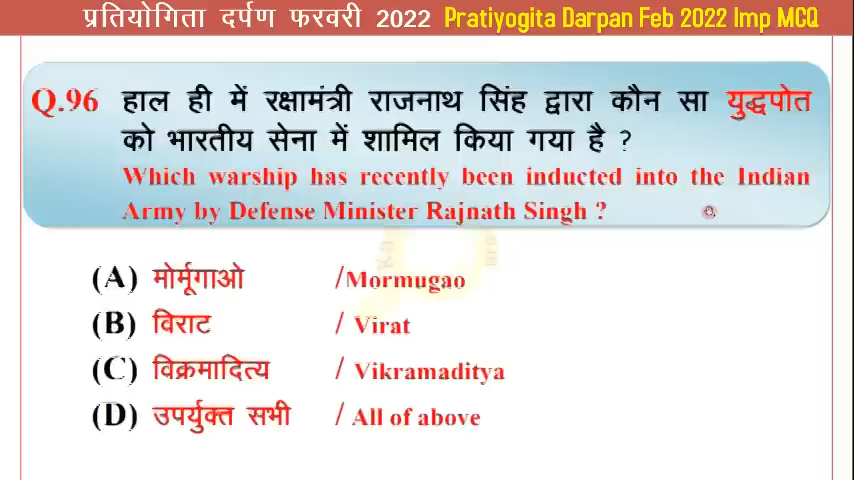 प्रतियोगिता दर्पण फरवरी 2022 Pratiyogita Darpan Feb 2022 Imp MCQ
Q.96 हाल ही में रक्षामंत्री राजनाथ सिंह द्वारा कौन सा युद्धपोत
को भारतीय सेना में शामिल किया गया है ?
Which warship has recently been inducted into the Indian
Army by Defense Minister Rajnath Singh ?
(A) मोर्मूगाओ /Mormugao
(B) विराट / Virat
(C) विक्रमादित्य / Vikramaditya
(D) उपर्युक्त सभी / All of above